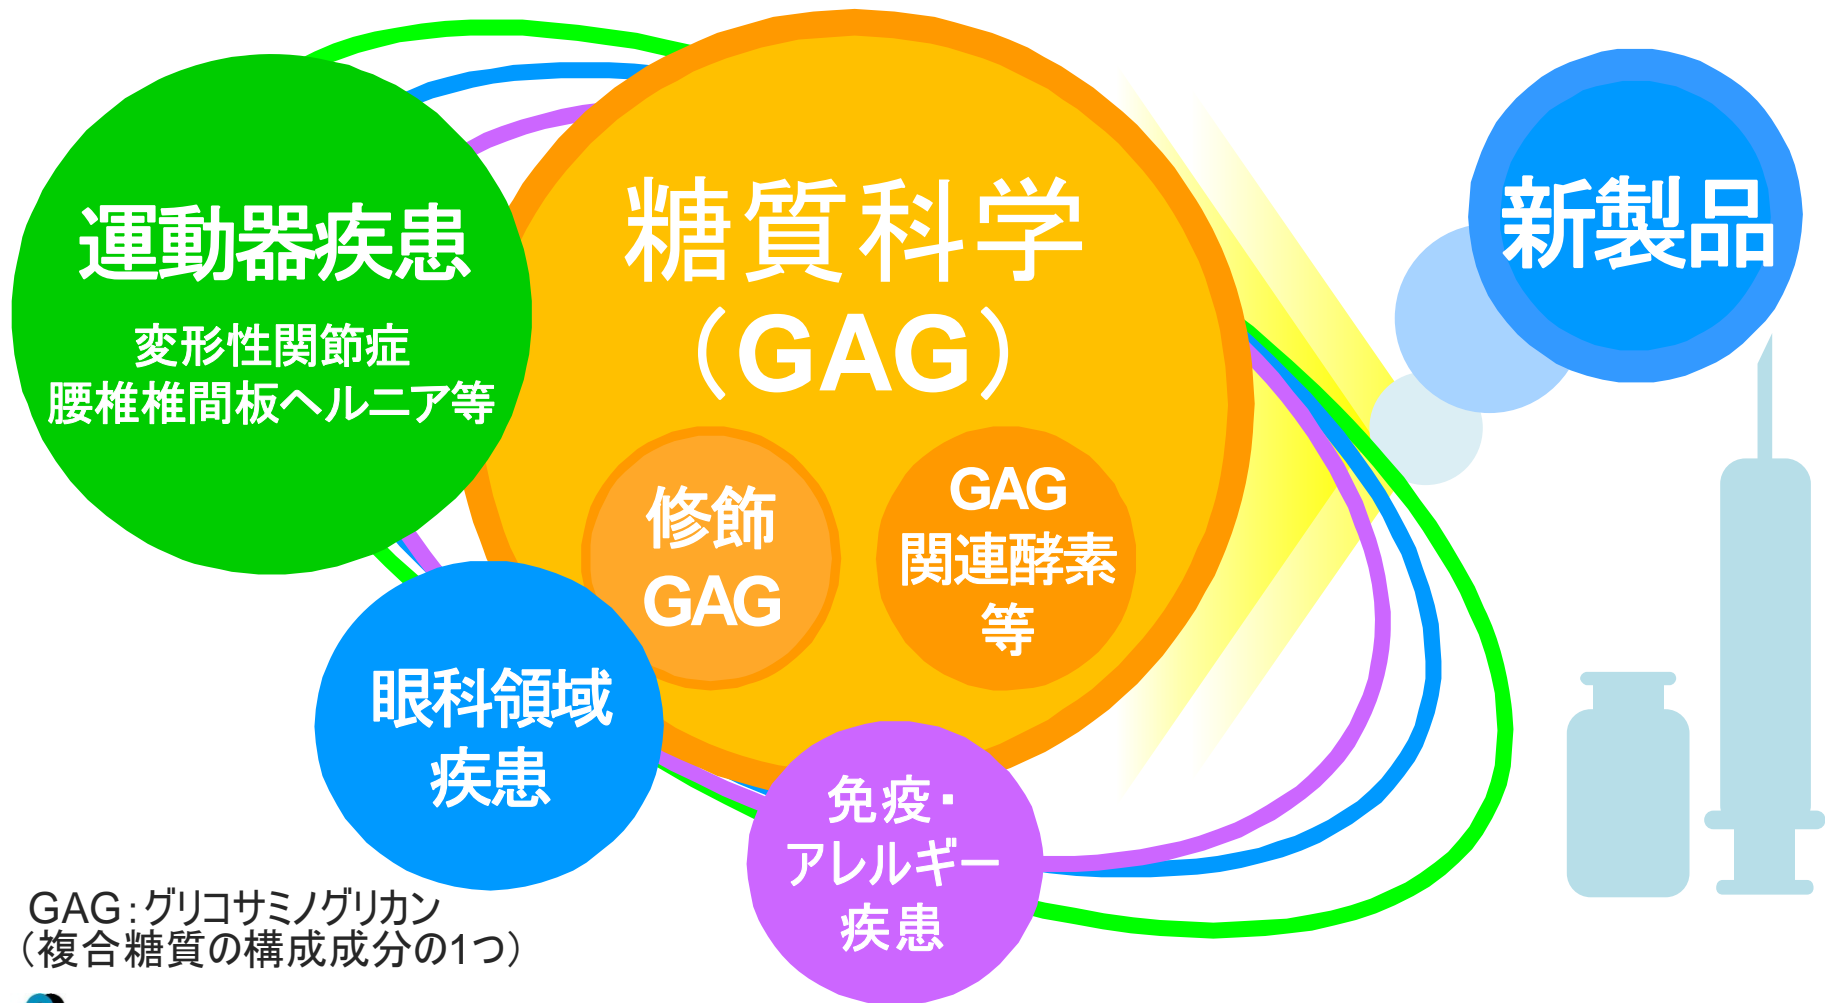 運動器疾患
変形性関節症
腰椎椎間板ヘルニア等
糖質科学
（GAG）
修飾
GAG
GAG
関連酵素
等
新製品
眼科領域
疾患
免疫・
アレルギー
疾患
GAG：グリコサミノグリカン
（複合糖質の構成成分の1つ）